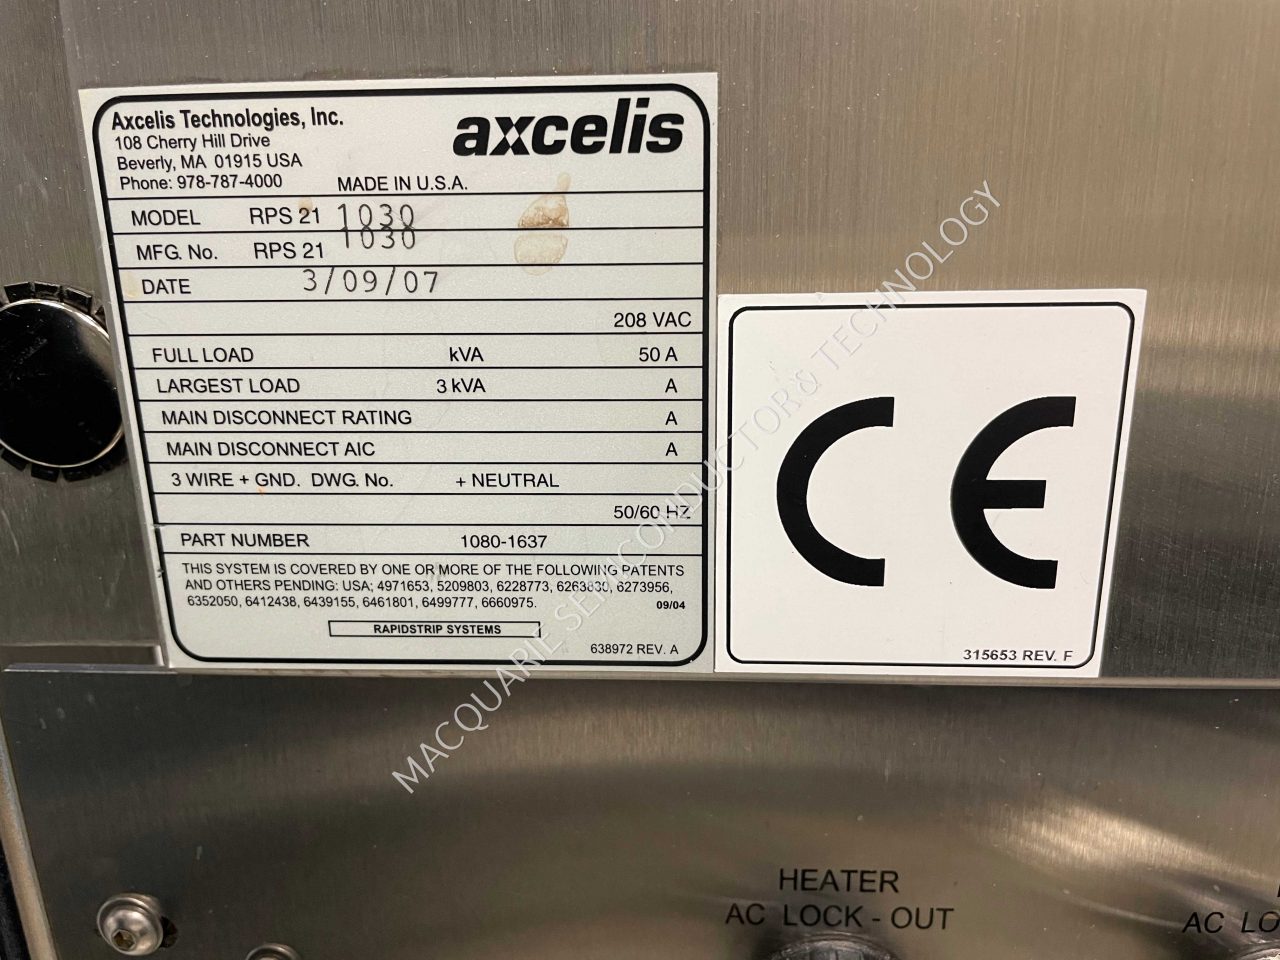 Axcelis Technologies, Inc.
108 Cherry Hill Drive
Beverly, MA 01915 USA
Phone: 978-787-4000
MADE IN U.S.A.
axcelis
MODEL RPS 21 1030
MFG. No. RPS 21 1030
DATE 3/09/07
208 VAC
FULL LOAD kVA 50 A
LARGEST LOAD 3 kVA A
MAIN DISCONNECT RATING A
MAIN DISCONNECT AIC A
3 WIRE + GND. DWG. No. + NEUTRAL
50/60 HZ
PART NUMBER 1080-1637
THIS SYSTEM IS COVERED BY ONE OR MORE OF THE FOLLOWING PATENTS
AND OTHERS PENDING: USA; 4971653, 5209803, 6228773, 6263830, 6273956,
6352050, 6412438, 6439155, 6461801, 6499777, 6660975.
09/04
RAPIDSTRIP SYSTEMS
638972 REV. A
CE
315653 REV. F
MACQUARIE SEMICONDUCTOR & TECHNOLOGY
HEATER
AC LOCK - OUT
AC LO